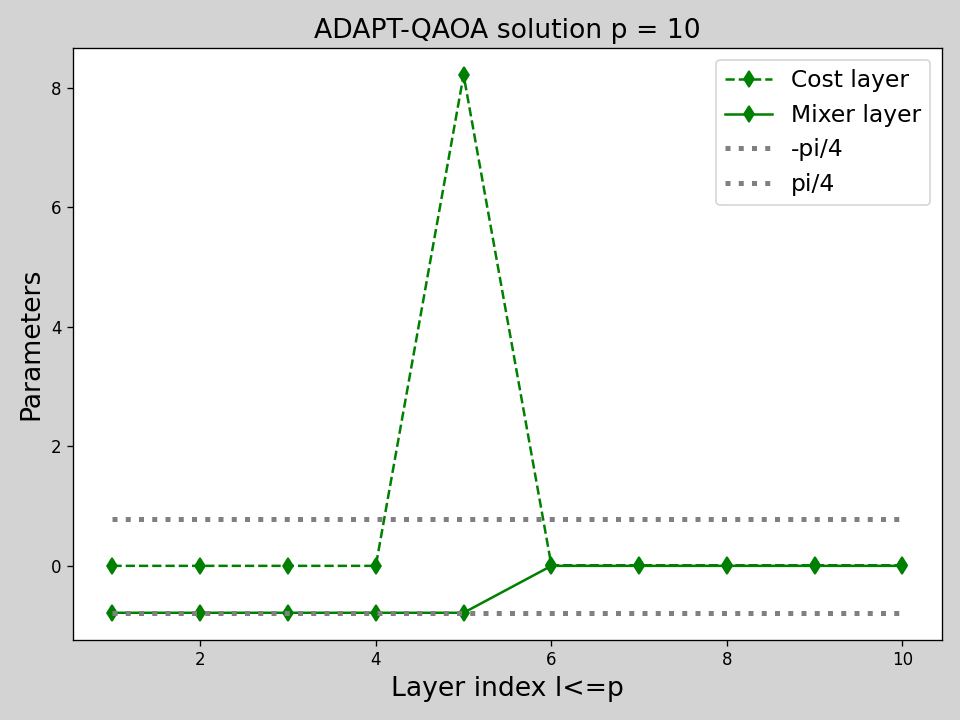 ADAPT-QAOA solution p = 10
Cost layer
Mixer layer
-pi/4
pi/4
Parameters
8
6
4
2
0
2
4
6
8
10
Layer index l<=p